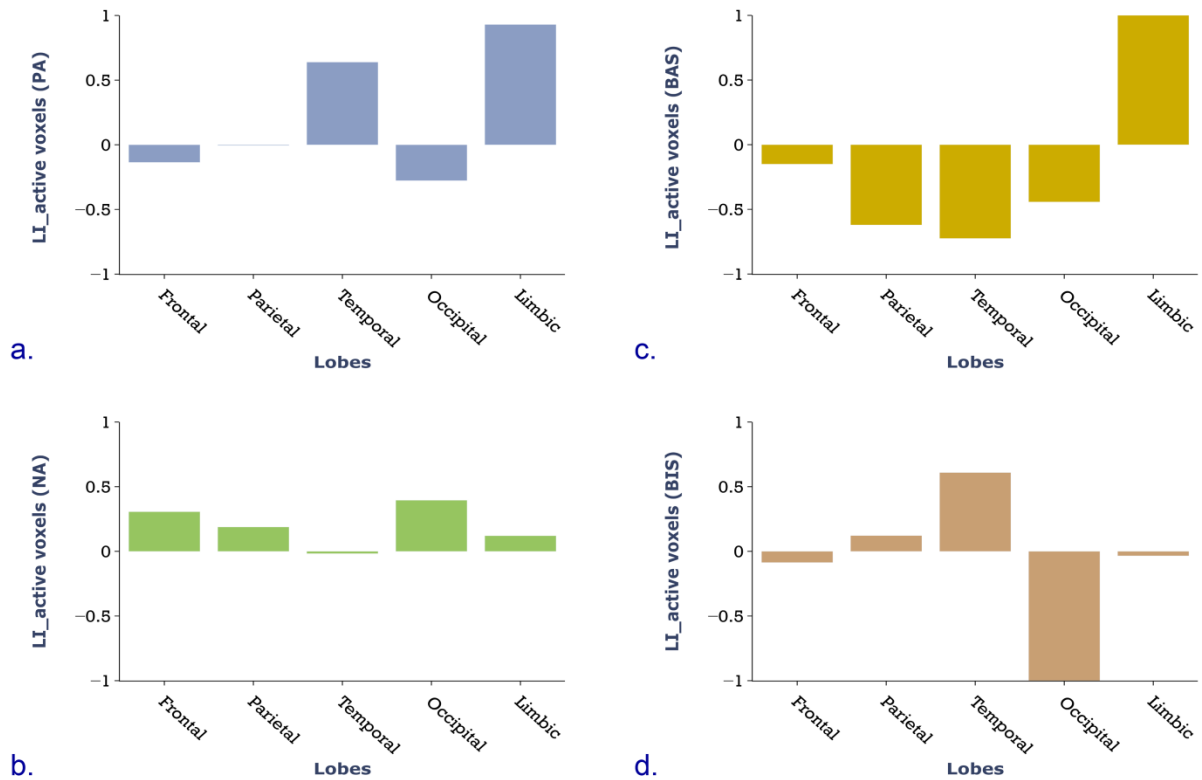 LI_active voxels (PA)
1
0.5
0
−0.5
−1
Frontal
Parietal
Temporal
Occipital
Limbic
Lobes
a.
LI_active voxels (BAS)
1
0.5
0
−0.5
−1
Frontal
Parietal
Temporal
Occipital
Limbic
Lobes
c.
LI_active voxels (NA)
1
0.5
0
−0.5
−1
Frontal
Parietal
Temporal
Occipital
Limbic
Lobes
b.
LI_active voxels (BIS)
1
0.5
0
−0.5
−1
Frontal
Parietal
Temporal
Occipital
Limbic
Lobes
d.